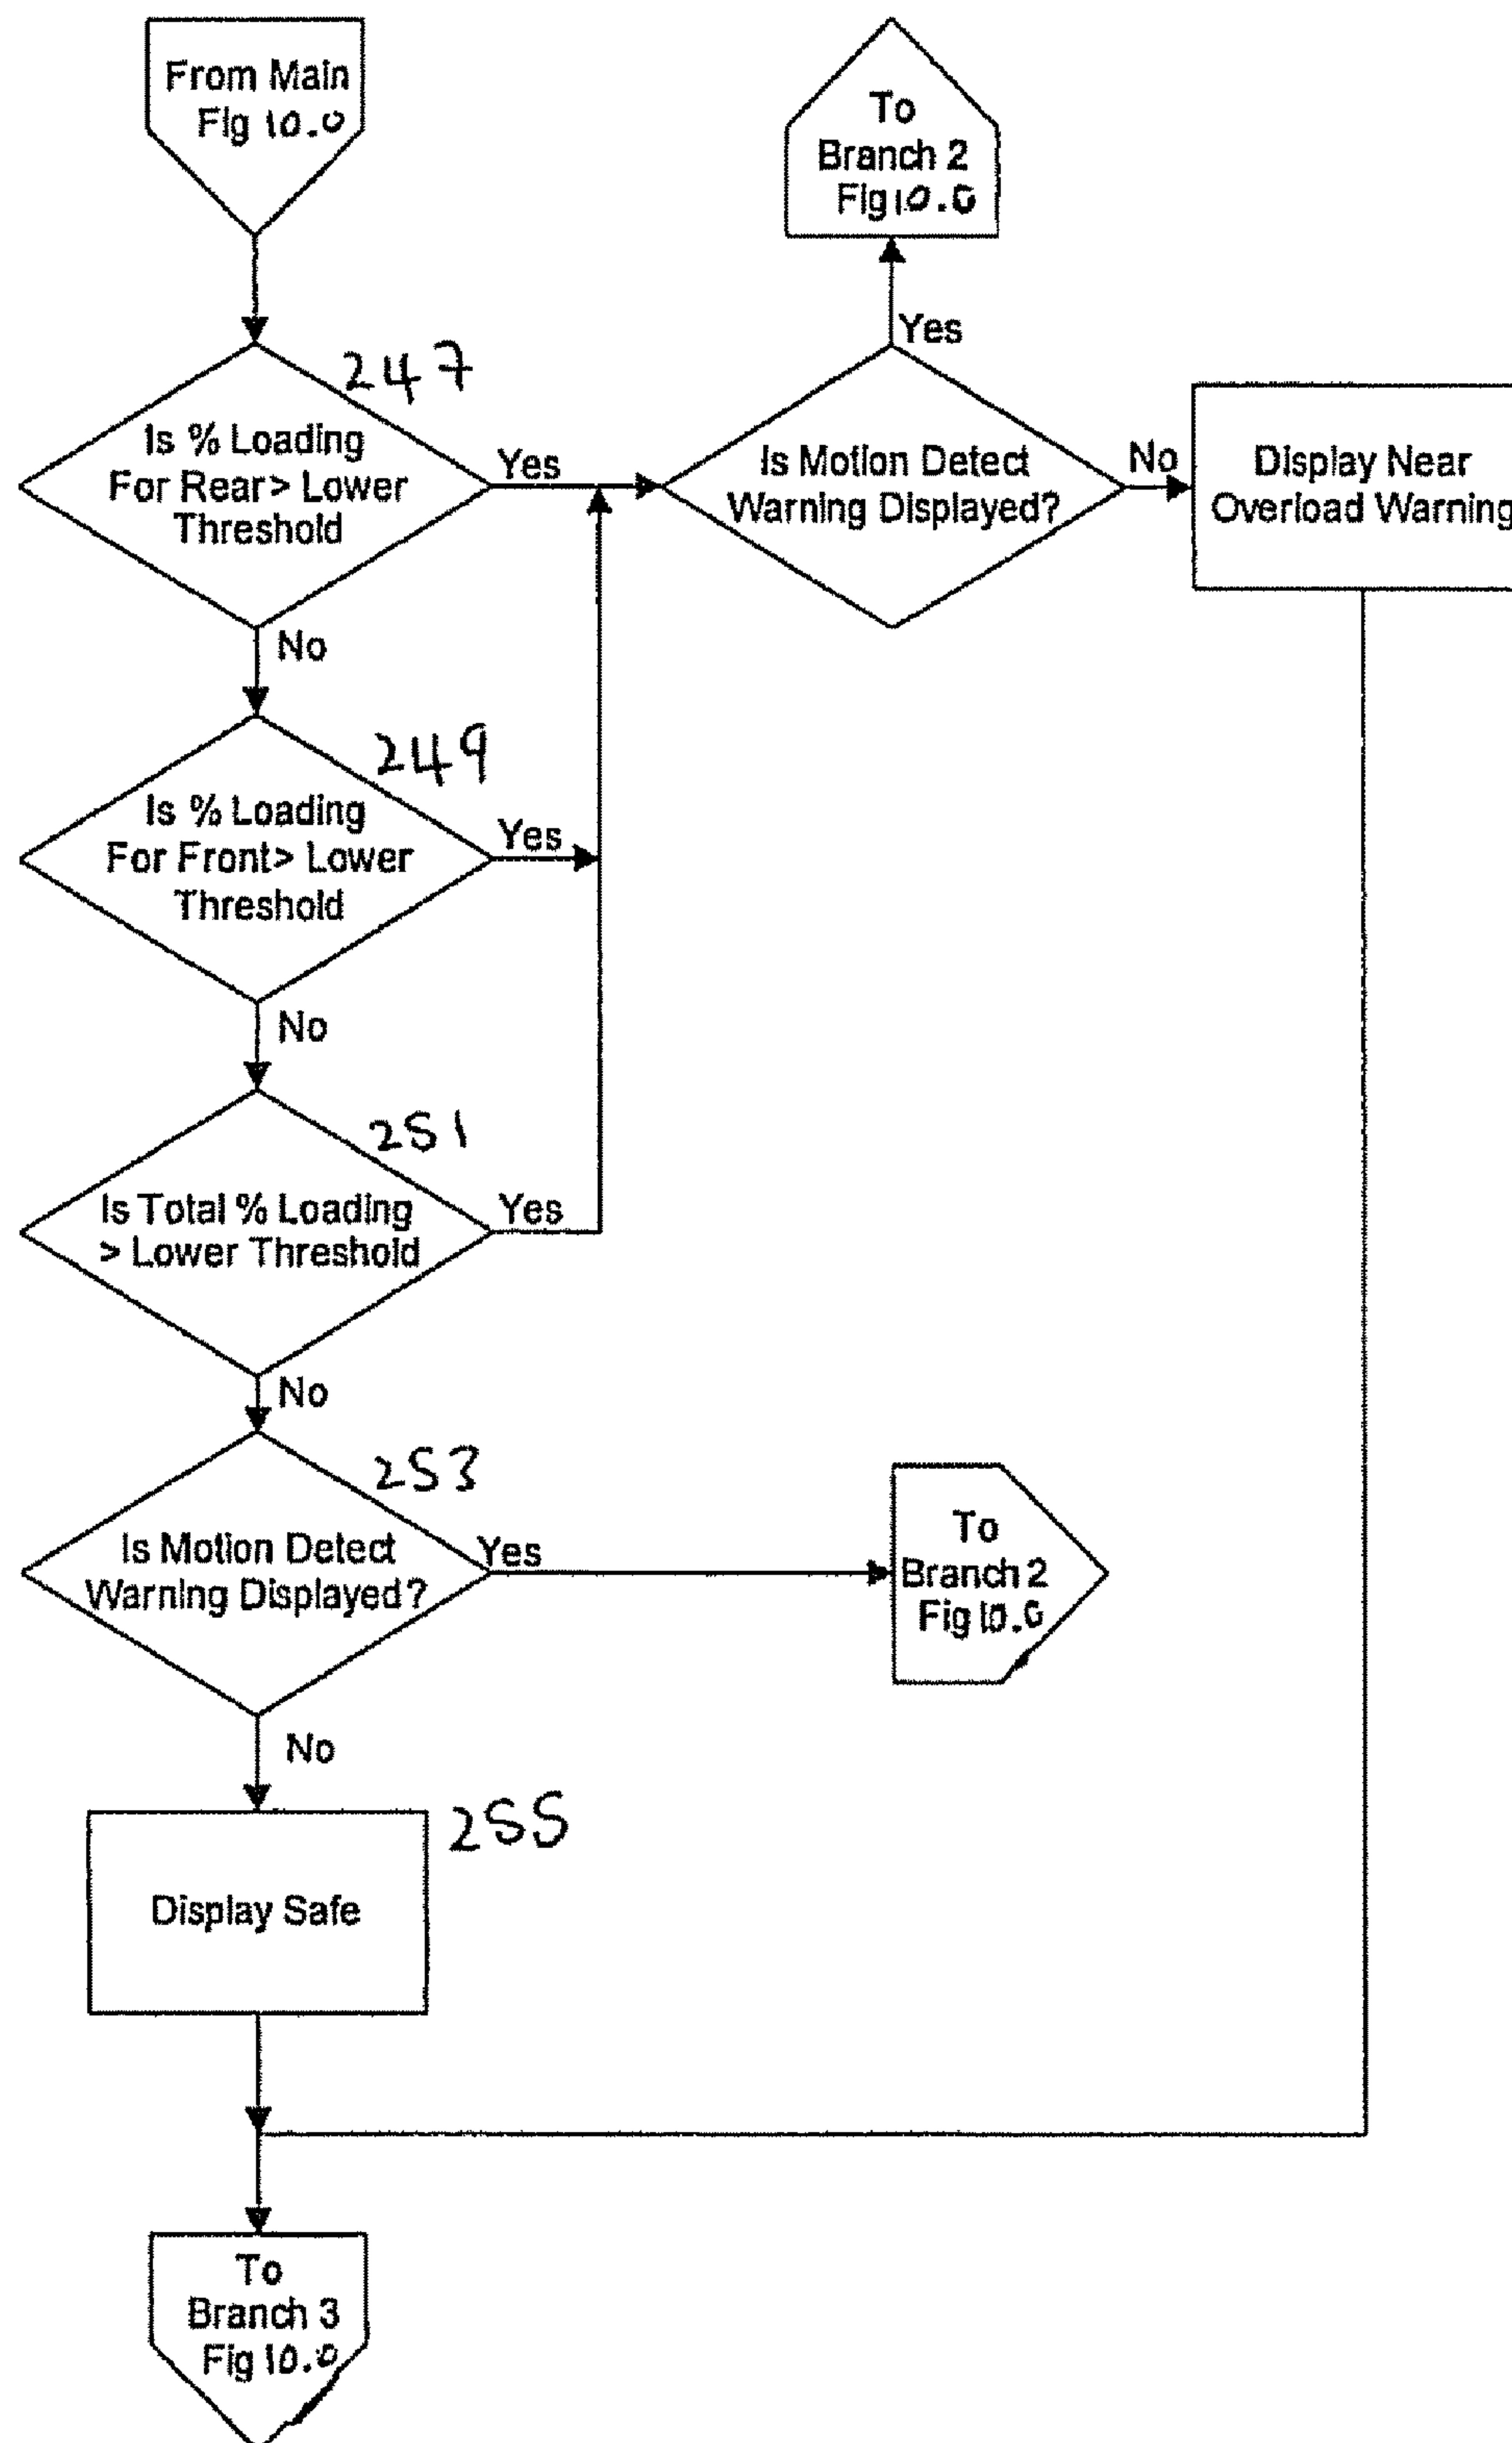 From Main
Fig 10.0
247
Is % Loading
For Rear> Lower
Threshold
Yes
No
249
Is % Loading
For Front> Lower
Threshold
Yes
No
251
Is Total % Loading
> Lower Threshold
Yes
No
253
Is Motion Detect
Warning Displayed?
Yes
No
255
Display Safe
To
Branch 3
Fig 10.0
To
Branch 2
Fig 10.0
Yes
Is Motion Detect
Warning Displayed?
No
Display Near
Overload Warning
To
Branch 2
Fig 10.0